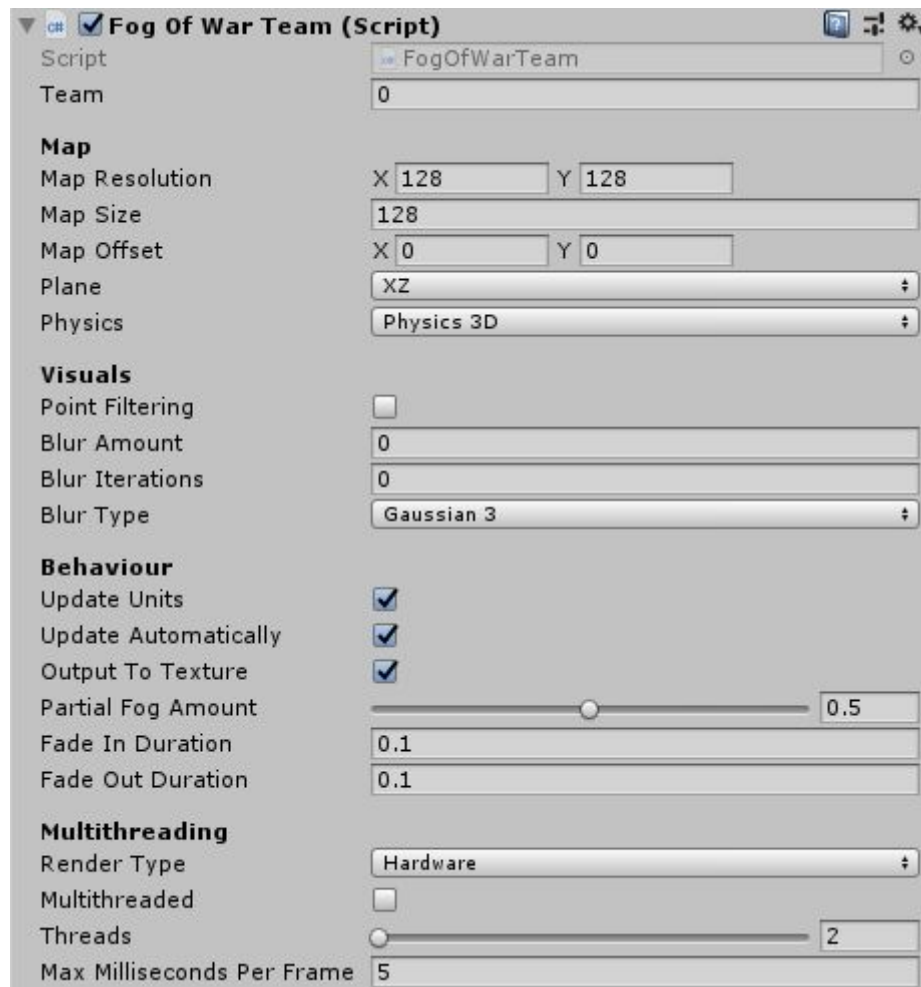 C# Fog Of War Team (Script)
Script FogOfWarTeam
Team 0
Map
Map Resolution X 128 Y 128
Map Size 128
Map Offset X 0 Y 0
Plane XZ
Physics Physics 3D
Visuals
Point Filtering
Blur Amount 0
Blur Iterations 0
Blur Type Gaussian 3
Behaviour
Update Units
Update Automatically
Output To Texture
Partial Fog Amount 0.5
Fade In Duration 0.1
Fade Out Duration 0.1
Multithreading
Render Type Hardware
Multithreaded
Threads 2
Max Milliseconds Per Frame 5